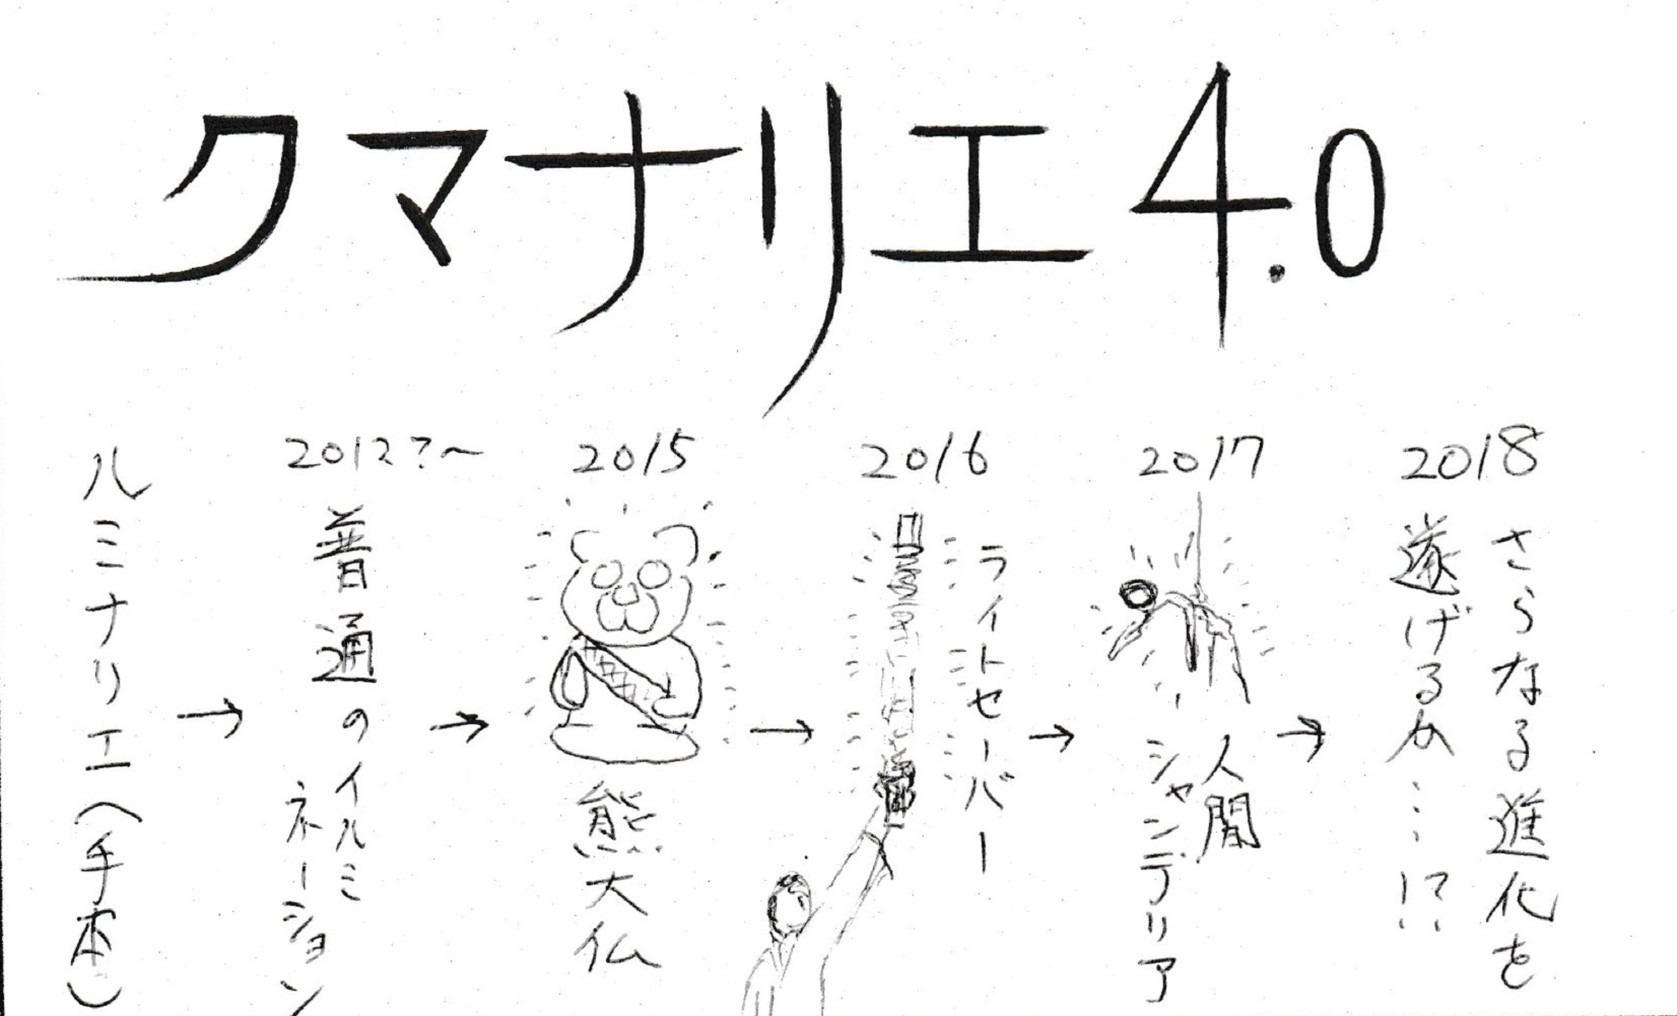 クマナリエ4.0
ルミナリエ(手本)
→
2012?~
普通のイルミ
ネーション
→
2015
熊大仏
→
2016
ライトセーバー
→
2017
人間
シャンデリア
→
2018
さらなる進化を
遂げるか…!?